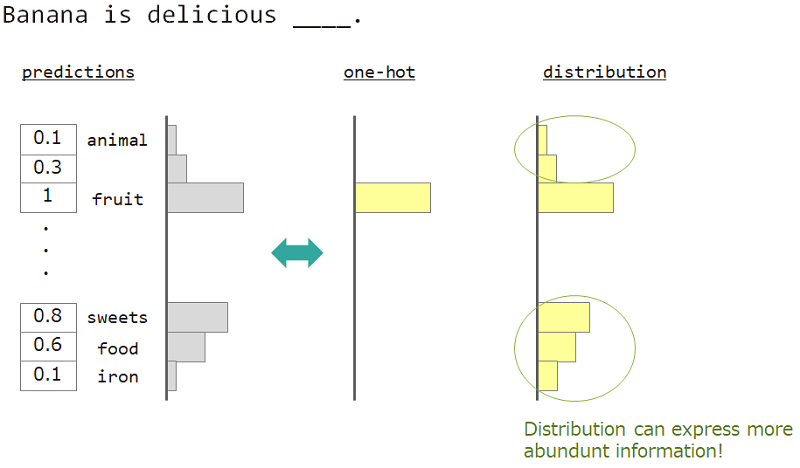 Banana is delicious ____.
predictions one-hot distribution
0.1 animal
0.3
1 fruit
.
.
.
0.8 sweets
0.6 food
0.1 iron
Distribution can express more
abundunt information!